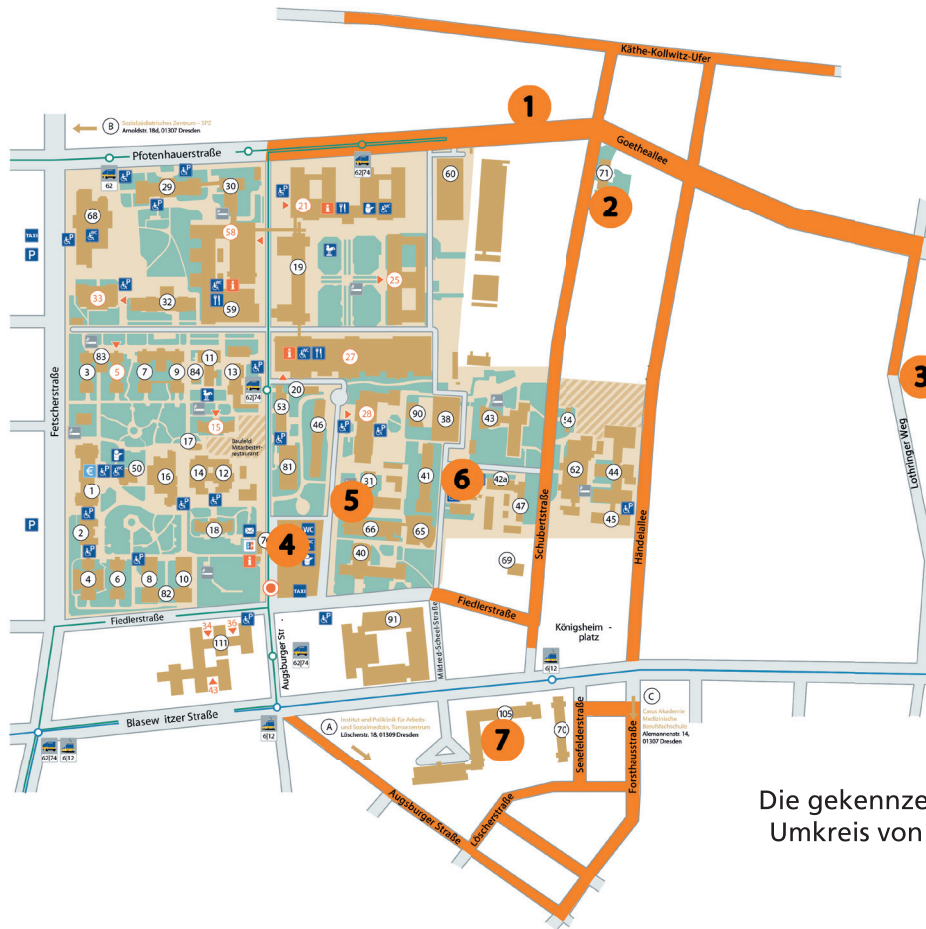 Käthe-Kollwitz-Ufer
1
B
Sozialpädiatrisches Zentrum – SPZ
Arnoldstr. 18d, 01307 Dresden
Pfotenhauerstraße
Goetheallee
62
62|74
29
30
21
60
71
2
68
58
19
25
TAXI
P
33
32
59
27
3
83
3
5
7
9
84
11
13
62|74
20
53
46
28
90
38
43
54
Fetscherstraße
15
17
Baufeld
Mitarbeiter-
restaurant
Lothringer Weg
50
16
14
12
81
31
41
6
42a
62
44
1
5
47
45
P
2
18
4
WC
66
65
Schubertstraße
Händelallee
40
69
4
6
8
10
82
TAXI
Fiedlerstraße
Fiedlerstraße
Königsheim -
platz
34
36
111
43
Augsburger Str .
62|74
91
Mildred-Scheel-Straße
6|12
Blasew itzer Straße
62|74
6|12
6|12
A
Institut und Poliklinik für Arbeits-
und Sozialmedizin, Tumorzentrum
Löscherstr. 18, 01309 Dresden
105
7
70
Senefelderstraße
Forsthausstraße
C
Carus Akademie
Medizinische
Berufsfachschule
Alemannenstr. 14,
01307 Dresden
Augsburger Straße
Löscherstraße
Die gekennze
Umkreis von